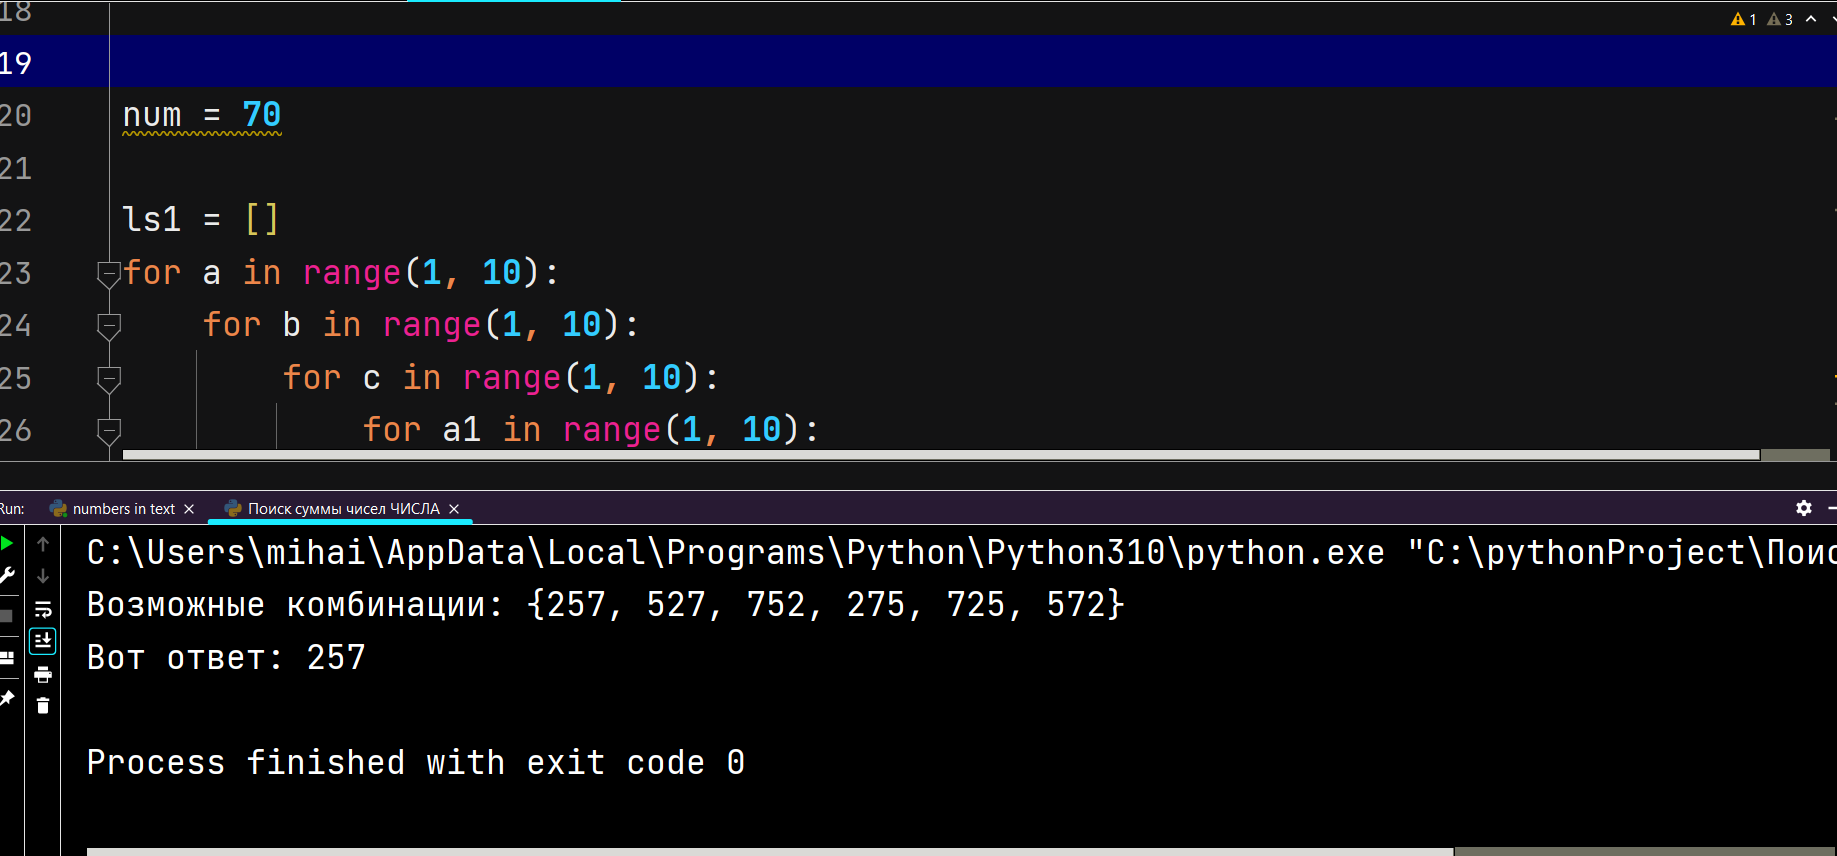 18
1 3
19
20 num = 70
21
22 ls1 = []
23 for a in range(1, 10):
24 for b in range(1, 10):
25 for c in range(1, 10):
26 for a1 in range(1, 10):
Run: numbers in text Поиск суммы чисел ЧИСЛА
C:\Users\mihai\AppData\Local\Programs\Python\Python310\python.exe "C:\pythonProject\Поис
Возможные комбинации: {257, 527, 752, 275, 725, 572}
Вот ответ: 257
Process finished with exit code 0